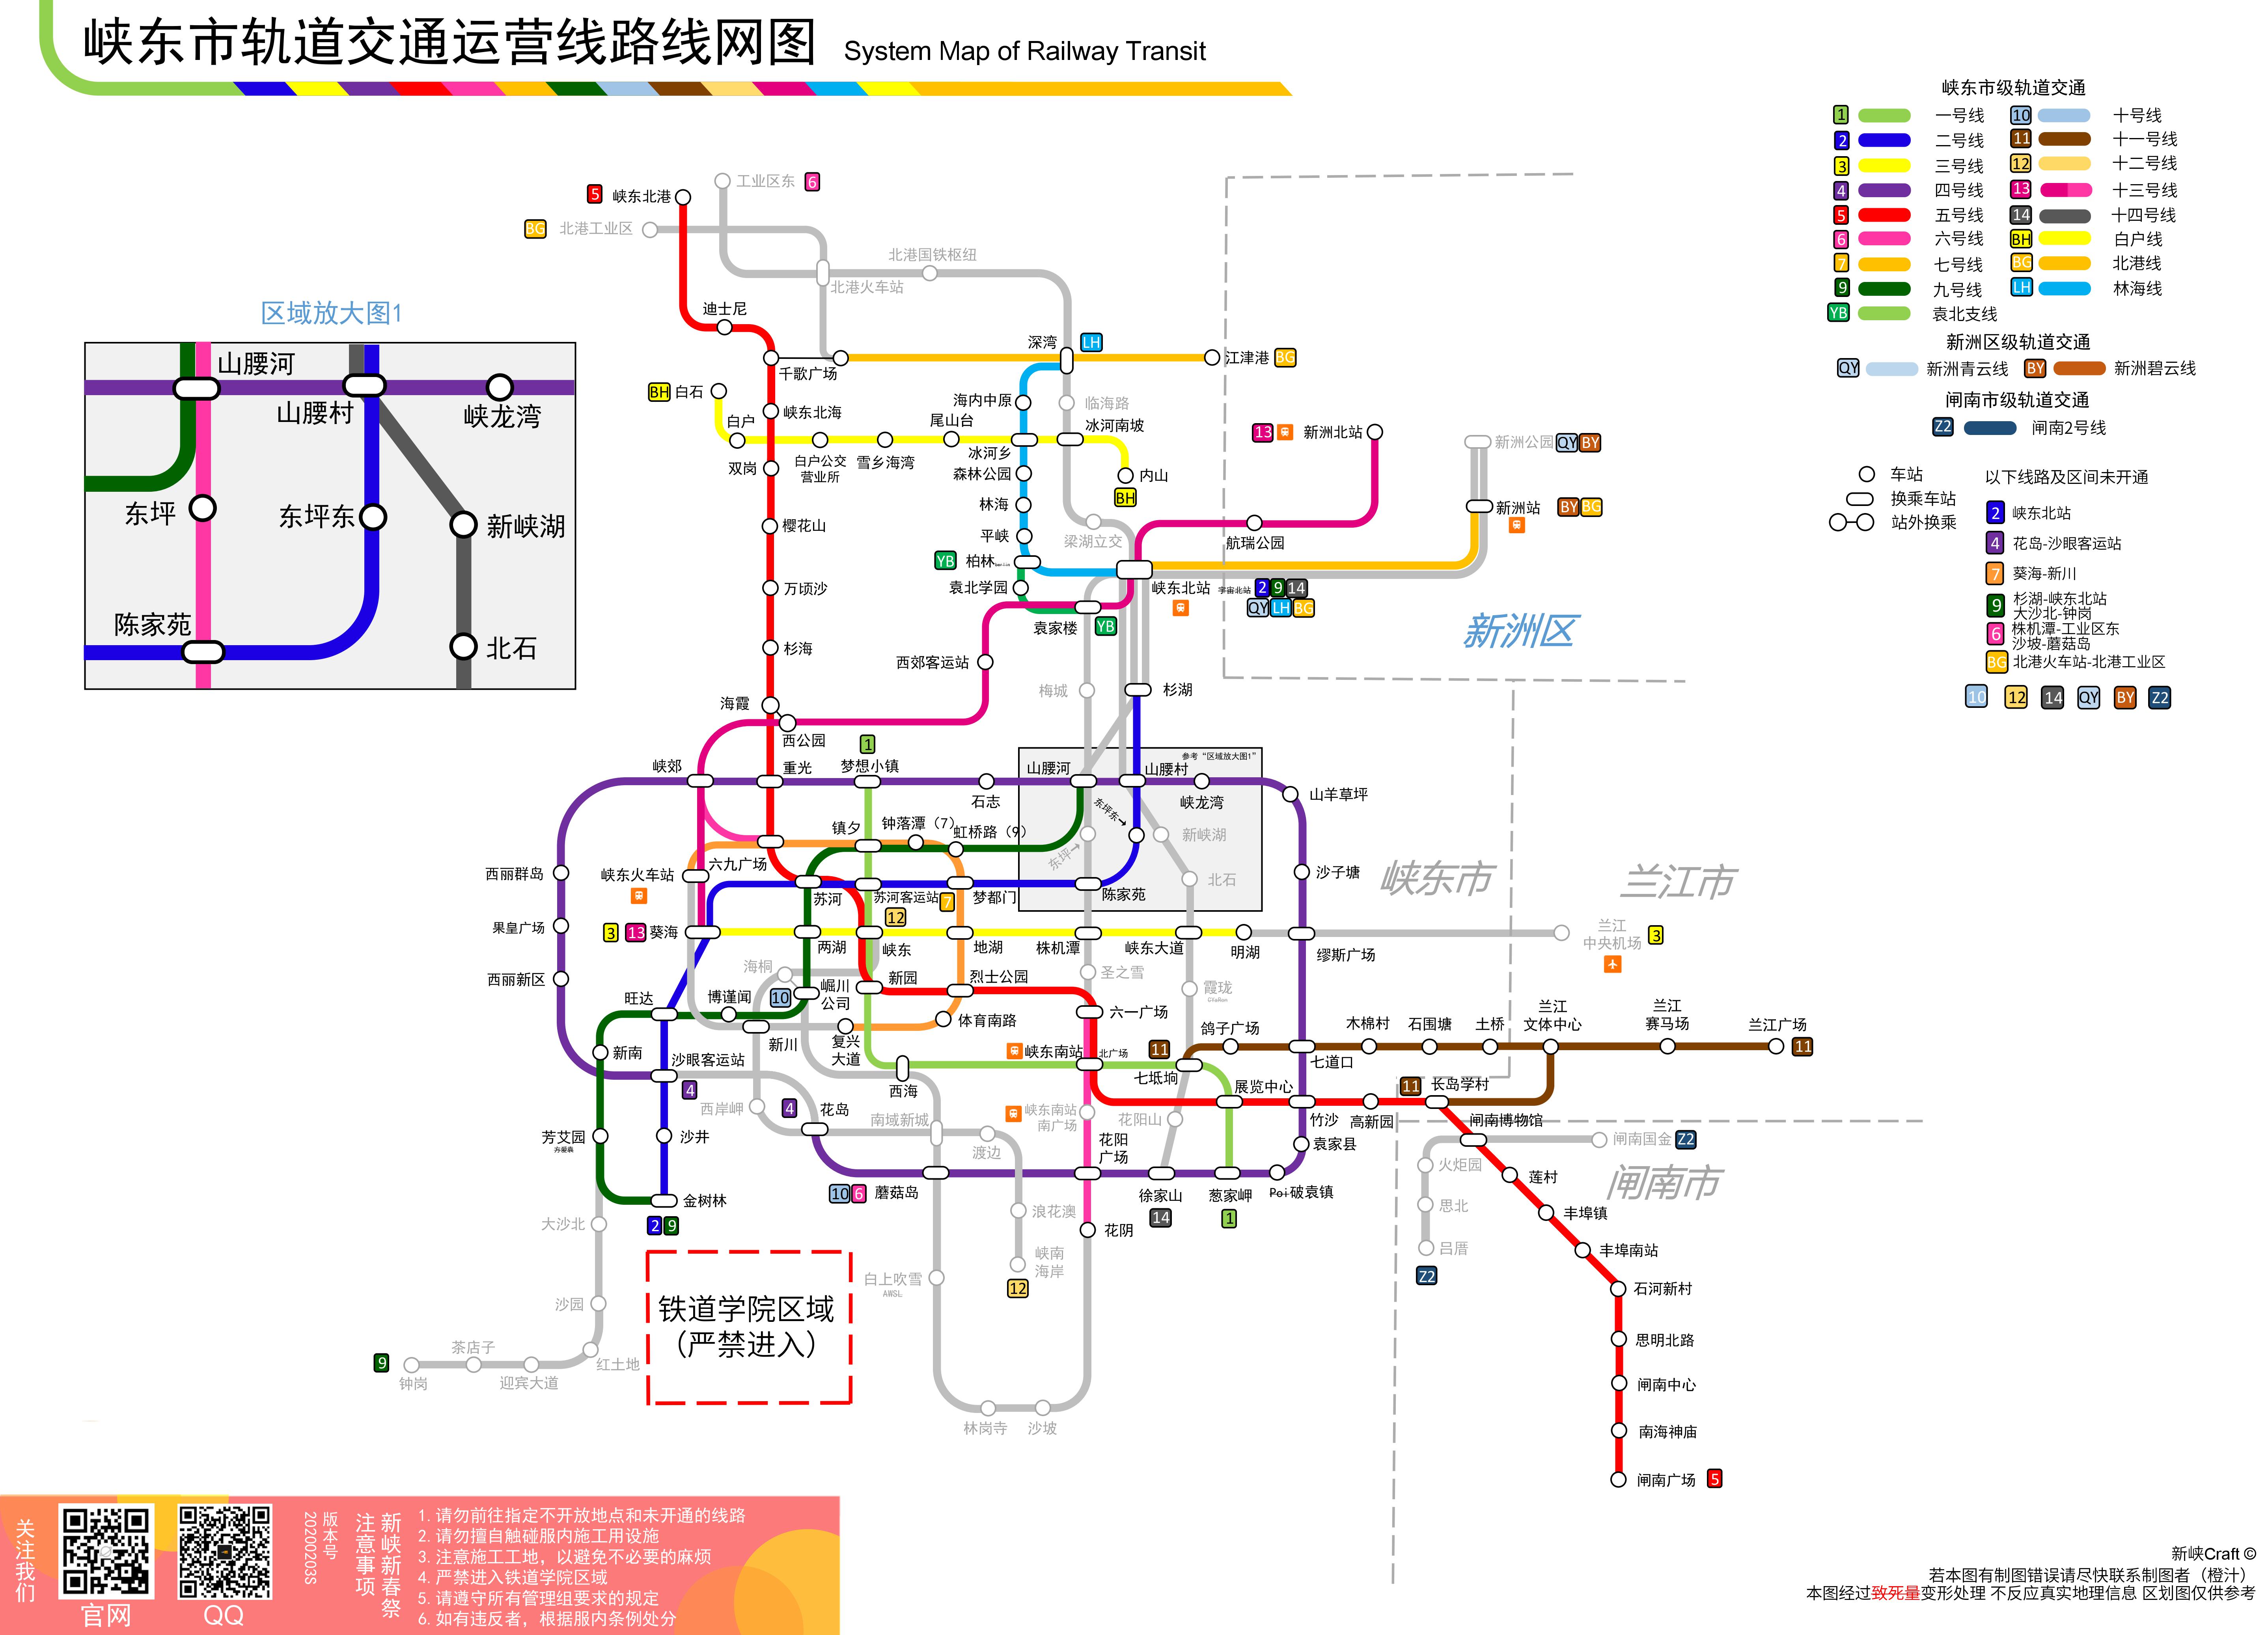 峡东市轨道交通运营线路线网图 System Map of Railway Transit
峡东市级轨道交通
1 一号线 10 十号线
2 二号线 11 十一号线
3 三号线 12 十二号线
4 四号线 13 十三号线
5 五号线 14 十四号线
6 六号线 BH 白户线
7 七号线 BG 北港线
9 九号线 LH 林海线
YB 袁北支线
新洲区级轨道交通
QY 新洲青云线 BY 新洲碧云线
闸南市级轨道交通
Z2 闸南2号线
车站
换乘车站
站外换乘
以下线路及区间未开通
2 峡东北站
4 花岛-沙眼客运站
7 葵海-新川
9 杉湖-峡东北站
大沙北-钟岗
6 株机潭-工业区东
沙坡-蘑菇岛
BG 北港火车站-北港工业区
10 12 14 QY BY Z2
区域放大图1
山腰河
山腰村
峡龙湾
东坪
东坪东
新峡湖
陈家苑
北石
5 峡东北港
工业区东 6
BG 北港工业区
北港国铁枢纽
北港火车站
迪士尼
千歌广场
深湾 LH
江津港 BG
BH 白石
白户
峡东北海
尾山台
海内中原
临海路
冰河南坡
13 新洲北站
新洲公园 QY BY
双岗
白户公交
营业所
雪乡海湾
冰河乡
森林公园
内山
BH
林海
新洲站 BY BG
樱花山
平峡
梁湖立交
航瑞公园
YB 柏林
万顷沙
袁北学园
峡东北站 宇宙北站 2 9 14
QY LH BG
袁家楼 YB
新洲区
杉海
西郊客运站
梅城
杉湖
海霞
西公园
1
参考“区域放大图1”
峡郊
重光
梦想小镇
石志
山腰河
山腰村
峡龙湾
山羊草坪
东坪东→
镇夕
钟落潭（7）
虹桥路（9）
东坪→
新峡湖
六九广场
西丽群岛
峡东火车站
苏河
苏河客运站 7
12
梦都门
陈家苑
北石
沙子塘
峡东市
兰江市
果皇广场
3 13 葵海
两湖
峡东
地湖
株机潭
峡东大道
明湖
缪斯广场
兰江
中央机场 3
西丽新区
海桐
新园
烈士公园
圣之雪
霞珑
旺达
博谨闻
10
崛川
公司
体育南路
六一广场
鸽子广场
木棉村
石围塘
土桥
兰江
文体中心
兰江
赛马场
兰江广场 11
新南
新川
复兴
大道
沙眼客运站
4
西海
峡东南站 北广场
11
七坻坰
七道口
西岸岬
4
花岛
南域新城
峡东南站
南广场
花阳山
展览中心
竹沙
高新园
11 长岛学村
闸南博物馆
闸南国金 Z2
芳艾园
沙井
渡边
花阳
广场
袁家县
火炬园
莲村
闸南市
金树林
2 9
10 6 蘑菇岛
徐家山
14
葱家岬
1
Poi破袁镇
思北
丰埠镇
大沙北
浪花澳
花阴
吕厝
Z2
丰埠南站
峡南
海岸
12
白上吹雪
AWSL
石河新村
沙园
铁道学院区域
（严禁进入）
思明北路
9
钟岗
茶店子
迎宾大道
红土地
闸南中心
林岗寺
沙坡
南海神庙
闸南广场 5
关注我们
官网
QQ
版本号
20200203S
新峡新春祭
注意事项
1.请勿前往指定不开放地点和未开通的线路
2.请勿擅自触碰服内施工用设施
3.注意施工工地，以避免不必要的麻烦
4.严禁进入铁道学院区域
5.请遵守所有管理组要求的规定
6.如有违反者，根据服内条例处分
新峡Craft ©
若本图有制图错误请尽快联系制图者（橙汁）
本图经过致死量变形处理 不反应真实地理信息 区划图仅供参考